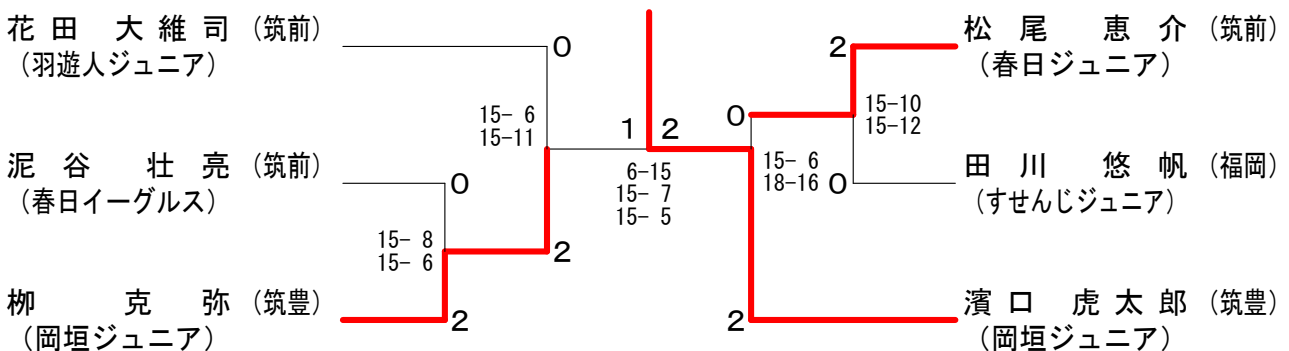 花田 大維司 (筑前)
(羽遊人ジュニア)
0
15- 6
15-11
泥谷 壮亮 (筑前)
(春日イーグルス)
0
15- 8
15- 6
2
栁 克弥 (筑豊)
(岡垣ジュニア)
2
1 2
6-15
15- 7
15- 5
松尾 恵介 (筑前)
(春日ジュニア)
2
15-10
15-12
0
15- 6
18-16
田川 悠帆 (福岡)
(すせんじジュニア)
0
濱口 虎太郎 (筑豊)
(岡垣ジュニア)
2